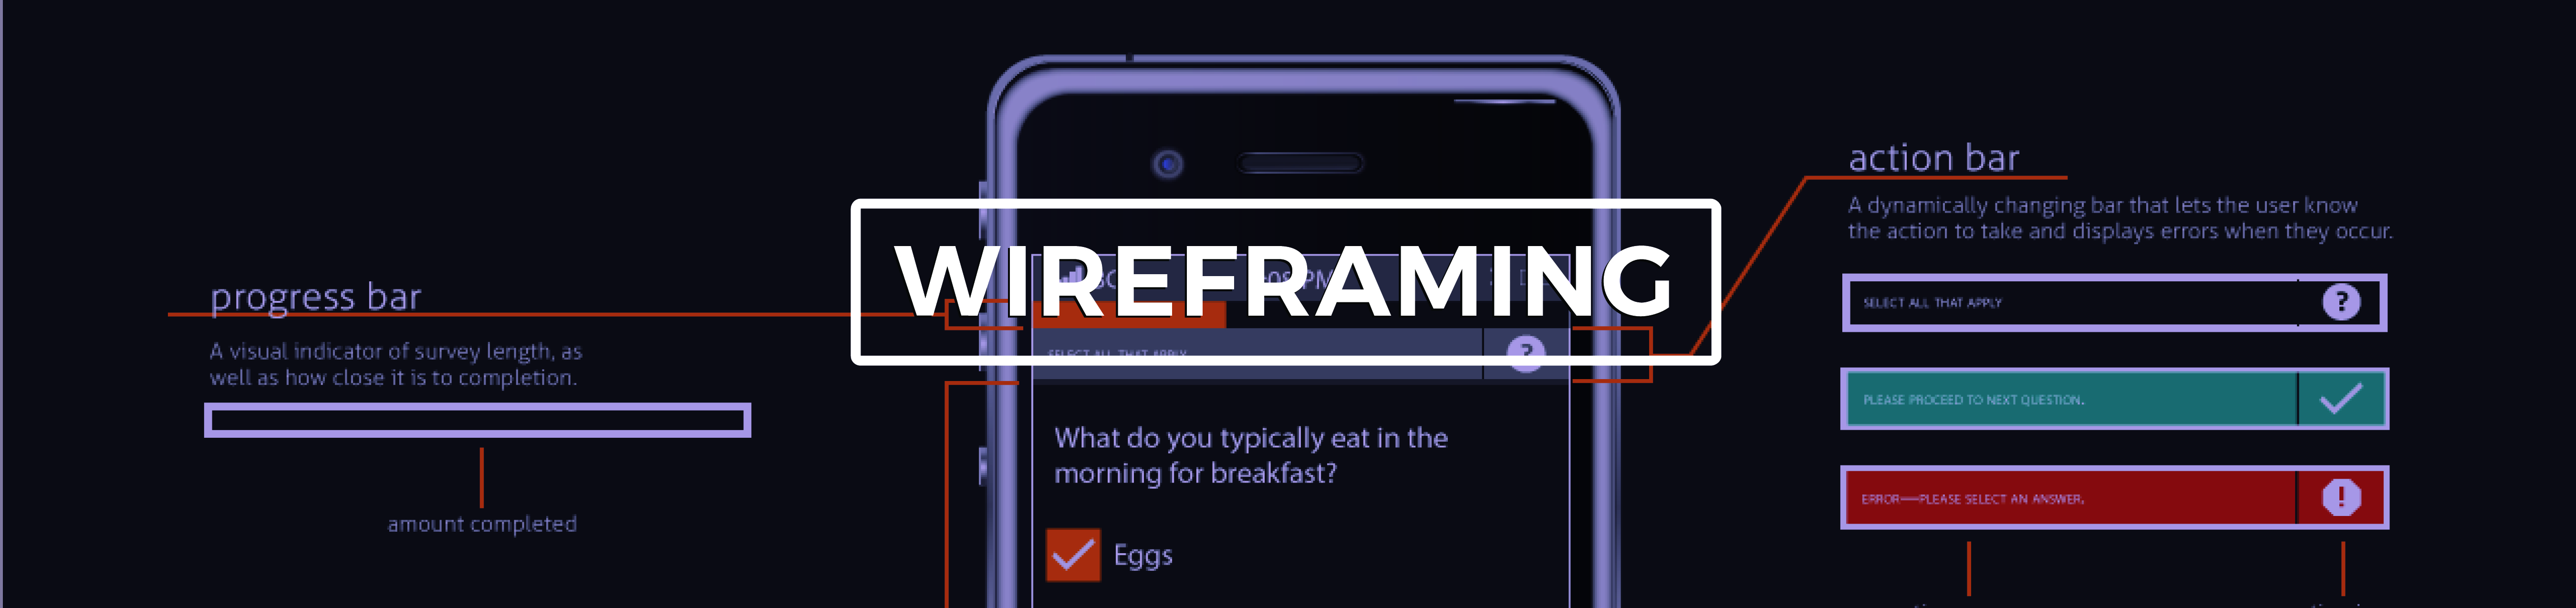 progress bar
A visual indicator of survey length, as
well as how close it is to completion.
amount completed
WIREFRAMING
SELECT ALL THAT APPLY
?
What do you typically eat in the
morning for breakfast?
Eggs
action bar
A dynamically changing bar that lets the user know
the action to take and displays errors when they occur.
SELECT ALL THAT APPLY
?
PLEASE PROCEED TO NEXT QUESTION.
ERROR—PLEASE SELECT AN ANSWER.
!